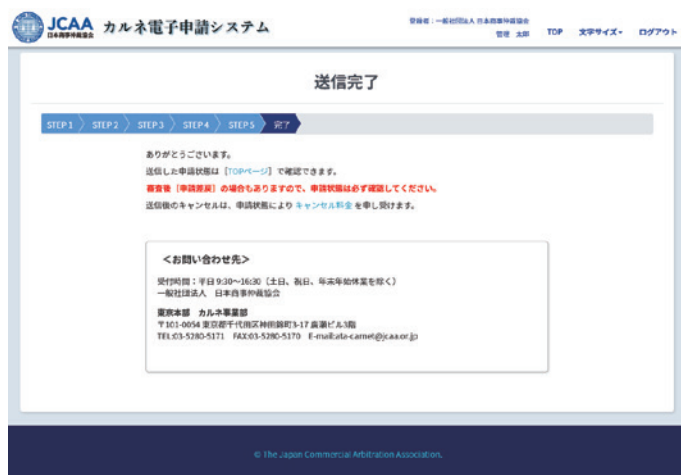 JCAA
日本商事仲裁協会
カルネ電子申請システム
登録者:一般社団法人 日本商事仲裁協会
管理 太郎
TOP
文字サイズ
ログアウト
送信完了
STEP1 STEP2 STEP3 STEP4 STEP5 完了
ありがとうございます。
送信した申請状態は[TOPページ]で確認できます。
審査後[申請差戻]の場合もありますので、申請状態は必ず確認してください。
送信後のキャンセルは、申請状態により キャンセル料金 を申し受けます。
<お問い合わせ先>
受付時間:平日 9:30~16:30(土日、祝日、年末年始休業を除く)
一般社団法人 日本商事仲裁協会
東京本部 カルネ事業部
〒101-0054 東京都千代田区神田錦町3-17 廣瀬ビル3階
TEL:03-5280-5171 FAX:03-5280-5170 E-mail:ata-carnet@jcaa.or.jp
© The Japan Commercial Arbitration Association.